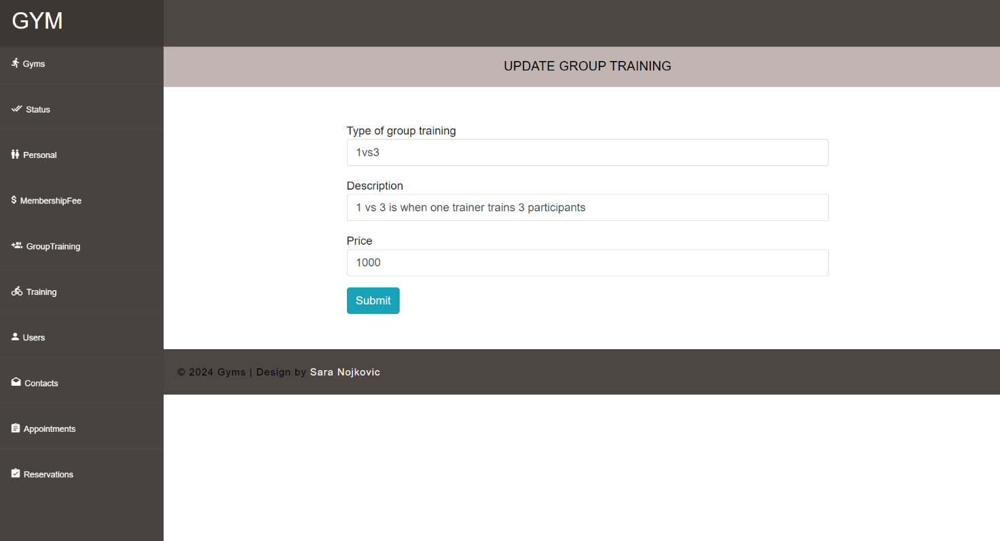 GYM
Gyms
Status
Personal
MembershipFee
GroupTraining
Training
Users
Contacts
Appointments
Reservations
UPDATE GROUP TRAINING
Type of group training
1vs3
Description
1 vs 3 is when one trainer trains 3 participants
Price
1000
Submit
© 2024 Gyms | Design by Sara Nojkovic